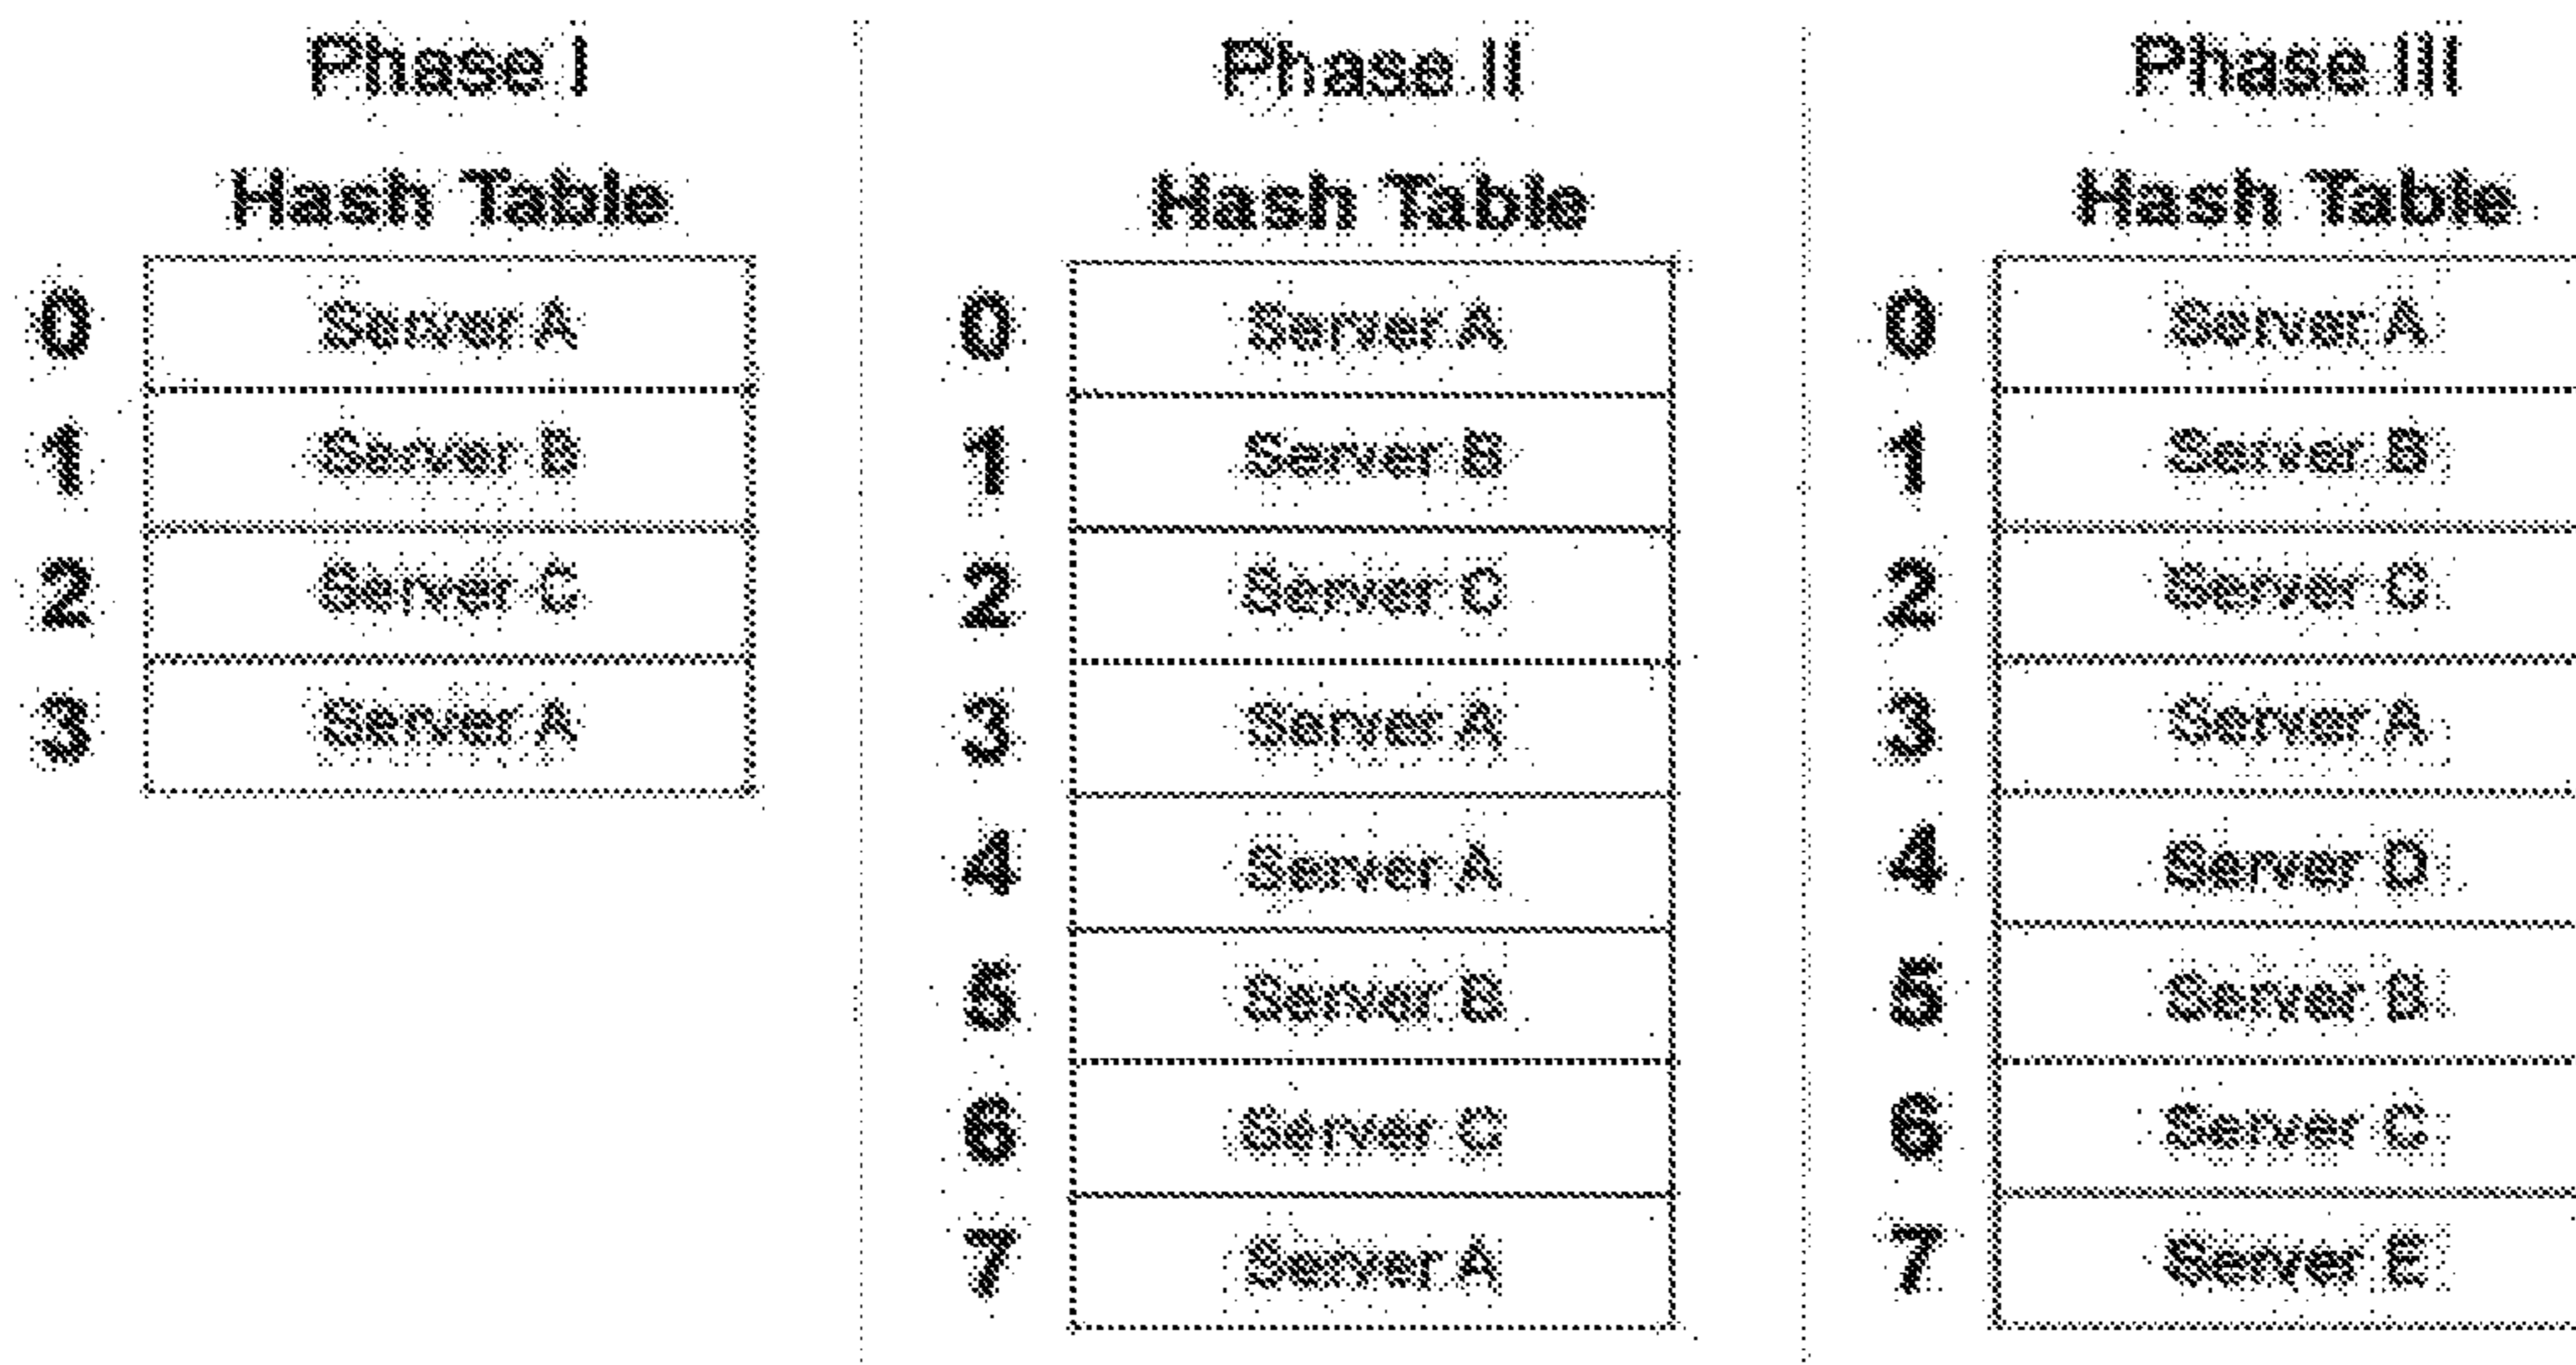 Phase I
Hash Table
0 Server A
1 Server B
2 Server C
3 Server A
Phase II
Hash Table
0 Server A
1 Server B
2 Server C
3 Server A
4 Server A
5 Server B
6 Server C
7 Server A
Phase III
Hash Table
0 Server A
1 Server B
2 Server C
3 Server A
4 Server D
5 Server B
6 Server C
7 Server E